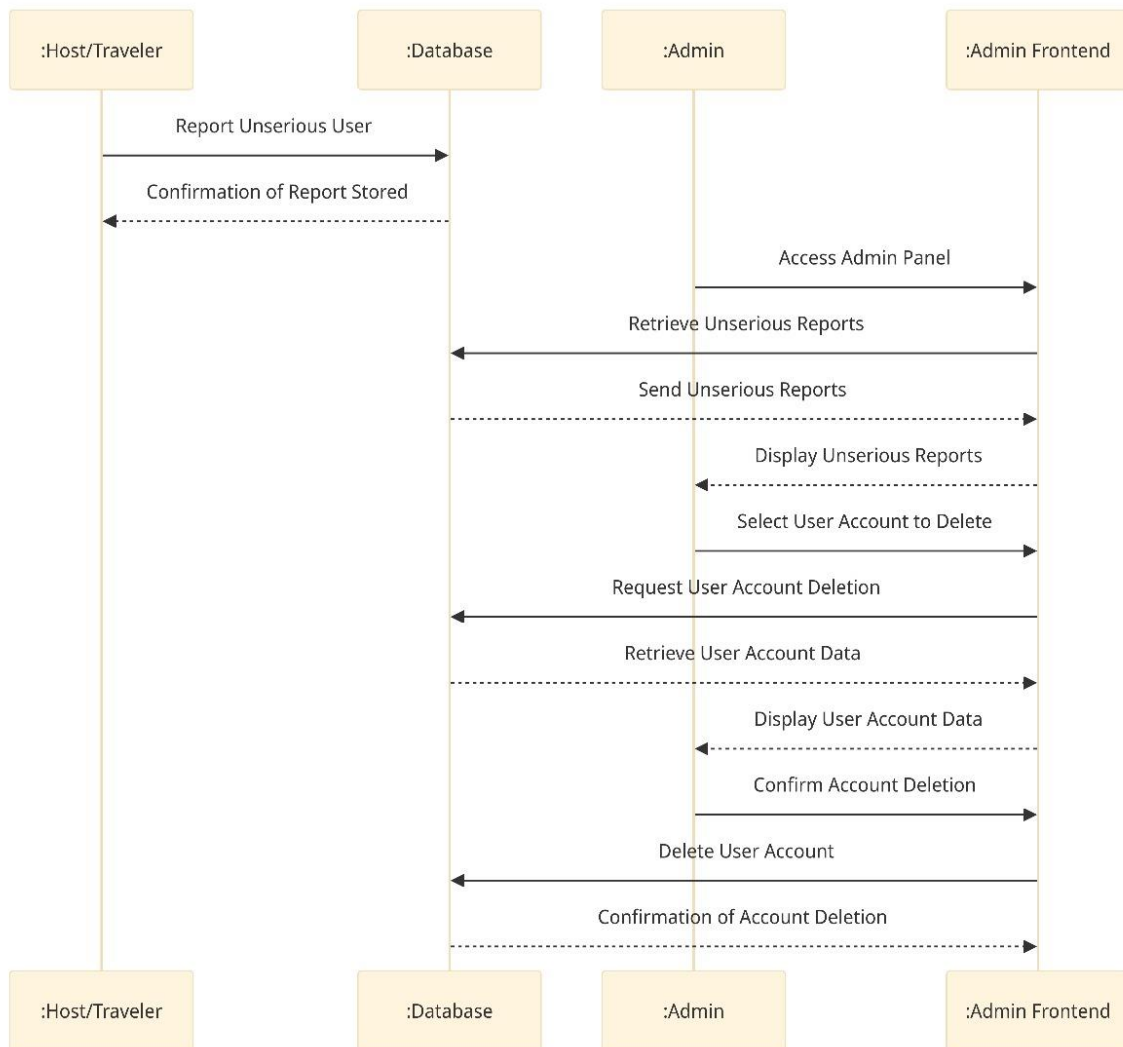 :Host/Traveler
:Database
:Admin
:Admin Frontend
Report Unserious User
Confirmation of Report Stored
Access Admin Panel
Retrieve Unserious Reports
Send Unserious Reports
Display Unserious Reports
Select User Account to Delete
Request User Account Deletion
Retrieve User Account Data
Display User Account Data
Confirm Account Deletion
Delete User Account
Confirmation of Account Deletion
:Host/Traveler
:Database
:Admin
:Admin Frontend